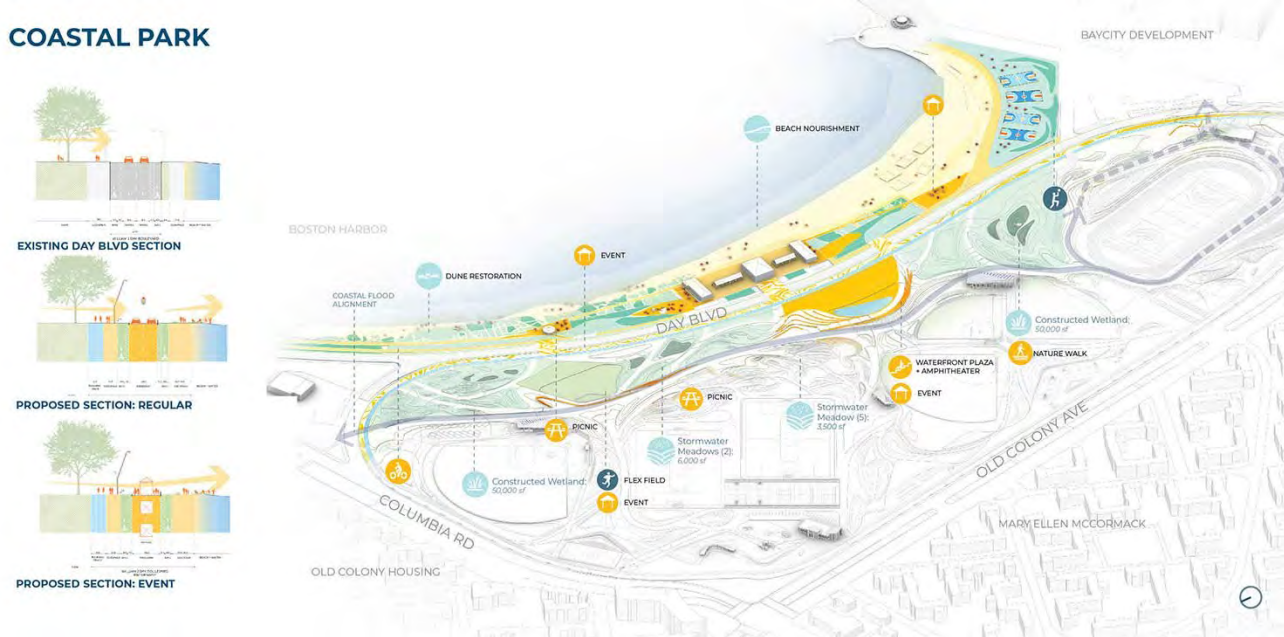 COASTAL PARK
EXISTING DAY BLVD SECTION
PROPOSED SECTION: REGULAR
PROPOSED SECTION: EVENT
BAYCITY DEVELOPMENT
BEACH NOURISHMENT
BOSTON HARBOR
EVENT
DUNE RESTORATION
COASTAL FLOOD
ALIGNMENT
DAY BLVD
Constructed Wetland:
50,000 sf
NATURE WALK
WATERFRONT PLAZA
+ AMPHITHEATER
EVENT
PICNIC
Stormwater
Meadow (5):
3,500 sf
PICNIC
Stormwater
Meadows (2):
6,000 sf
Constructed Wetland:
50,000 sf
FLEX FIELD
EVENT
COLUMBIA RD
OLD COLONY AVE
MARY ELLEN MCCORMACK
OLD COLONY HOUSING